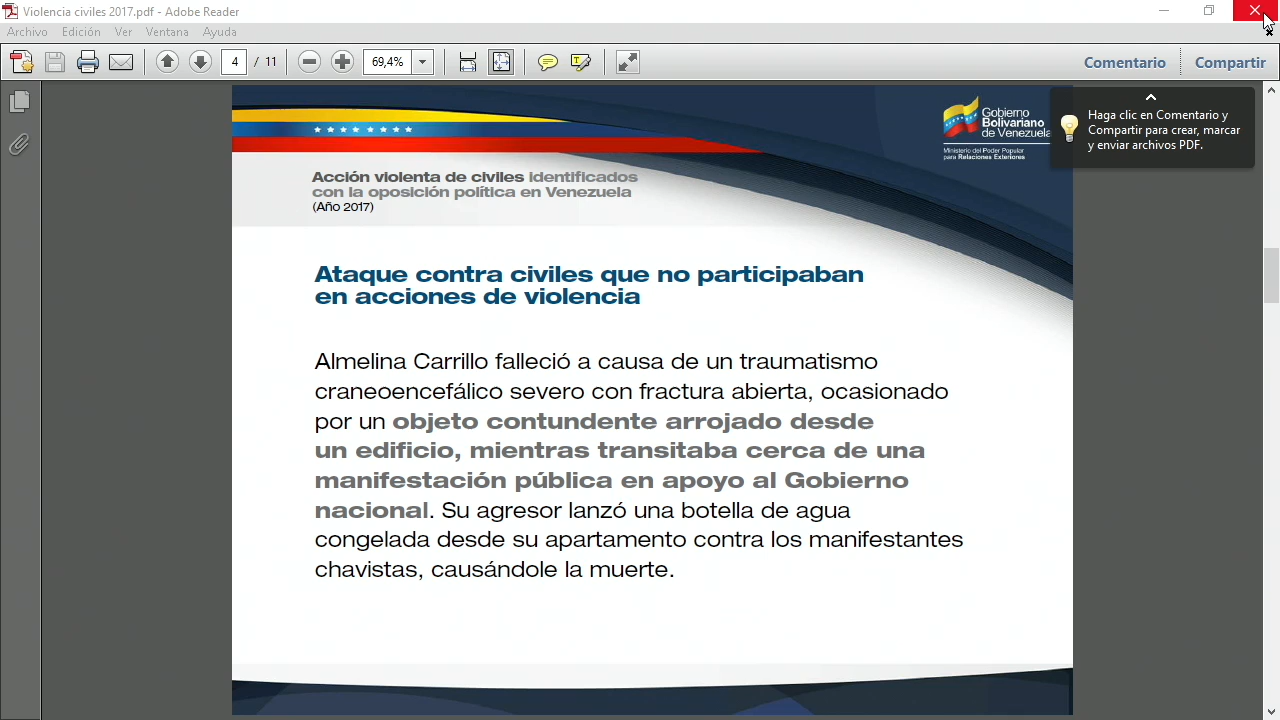 Violencia civiles 2017.pdf - Adobe Reader
Archivo Edición Ver Ventana Ayuda
4 / 11 69,4% Comentario Compartir
Haga clic en Comentario y
Compartir para crear, marcar
y enviar archivos PDF.
Gobierno
Bolivariano
de Venezuela
Ministerio del Poder Popular
para Relaciones Exteriores
Acción violenta de civiles identificados
con la oposición política en Venezuela
(Año 2017)
Ataque contra civiles que no participaban
en acciones de violencia
Almelina Carrillo falleció a causa de un traumatismo
craneoencefálico severo con fractura abierta, ocasionado
por un objeto contundente arrojado desde
un edificio, mientras transitaba cerca de una
manifestación pública en apoyo al Gobierno
nacional. Su agresor lanzó una botella de agua
congelada desde su apartamento contra los manifestantes
chavistas, causándole la muerte.